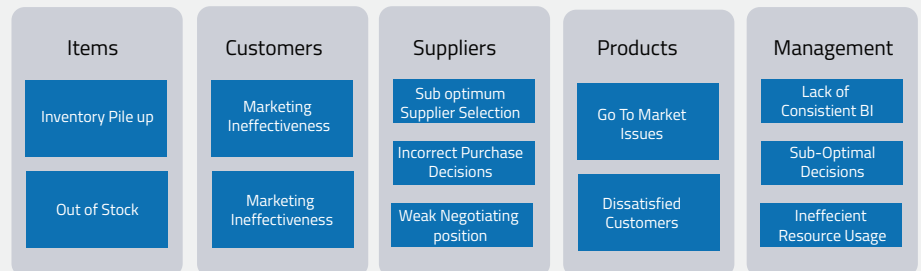 Items
Inventory Pile up
Out of Stock
Customers
Marketing
Ineffectiveness
Marketing
Ineffectiveness
Suppliers
Sub optimum
Supplier Selection
Incorrect Purchase
Decisions
Weak Negotiating
position
Products
Go To Market
Issues
Dissatisfied
Customers
Management
Lack of
Consistient BI
Sub-Optimal
Decisions
Ineffecient
Resource Usage